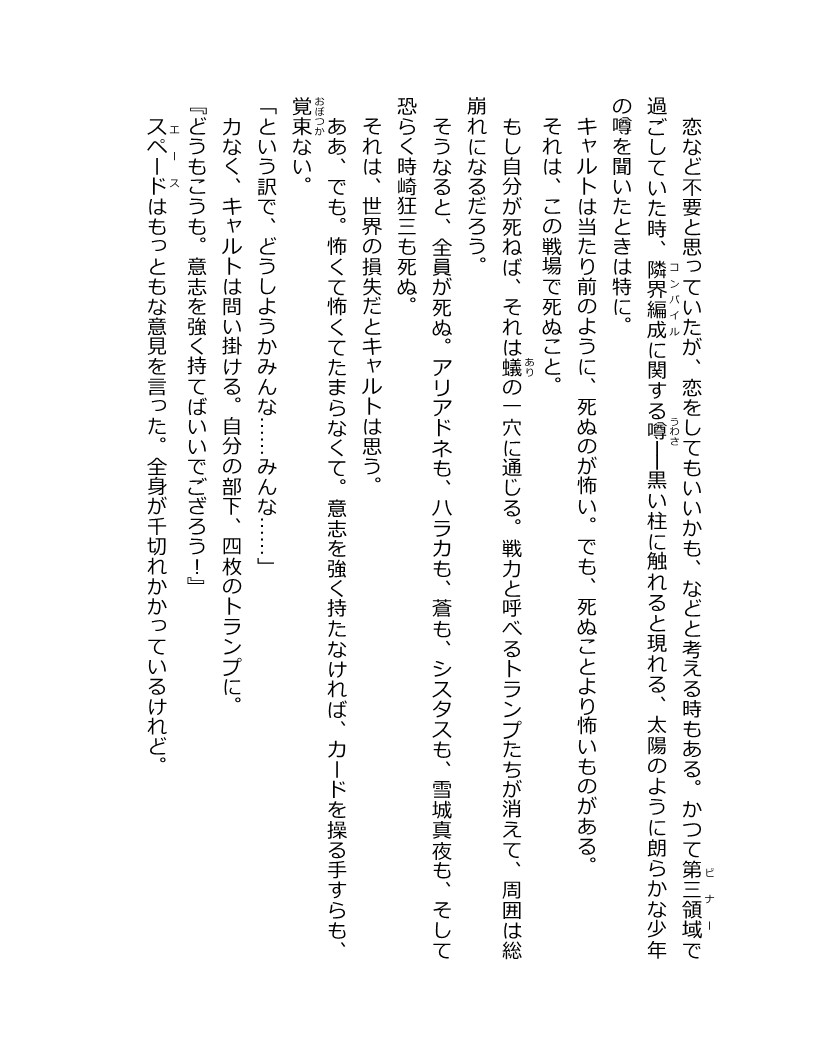 恋など不要と思っていたが、恋をしてもいいかも、などと考える時もある。かつて第三領域で
過ごしていた時、隣界編成に関する噂──黒い柱に触れると現れる、太陽のように朗らかな少年
の噂を聞いたときは特に。
キャルトは当たり前のように、死ぬのが怖い。でも、死ぬことより怖いものがある。
それは、この戦場で死ぬこと。
もし自分が死ねば、それは蟻の一穴に通じる。戦力と呼べるトランプたちが消えて、周囲は総
崩れになるだろう。
そうなると、全員が死ぬ。アリアドネも、ハラカも、蒼も、シスタスも、雪城真夜も、そして
恐らく時崎狂三も死ぬ。
それは、世界の損失だとキャルトは思う。
ああ、でも。怖くて怖くてたまらなくて。意志を強く持たなければ、カードを操る手すらも、
覚束ない。
「という訳で、どうしようかみんな……みんな……」
力なく、キャルトは問い掛ける。自分の部下、四枚のトランプに。
『どうもこうも。意志を強く持てばいいでござろう！』
スペードはもっともな意見を言った。全身が千切れかかっているけれど。
ビナー
コンパイル
うわさ
あり
おぼつか
エース